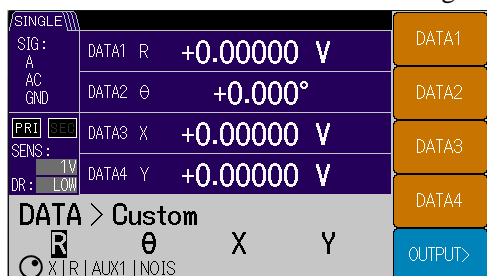 SINGLE
SIG:
A
AC
GND
PRI SEC
SENS:
1V
DR: LOW
DATA1 R +0.00000 V
DATA2 θ +0.000°
DATA3 X +0.00000 V
DATA4 Y +0.00000 V
DATA > Custom
R θ X Y
X|R|AUX1|NOIS
DATA1
DATA2
DATA3
DATA4
OUTPUT>